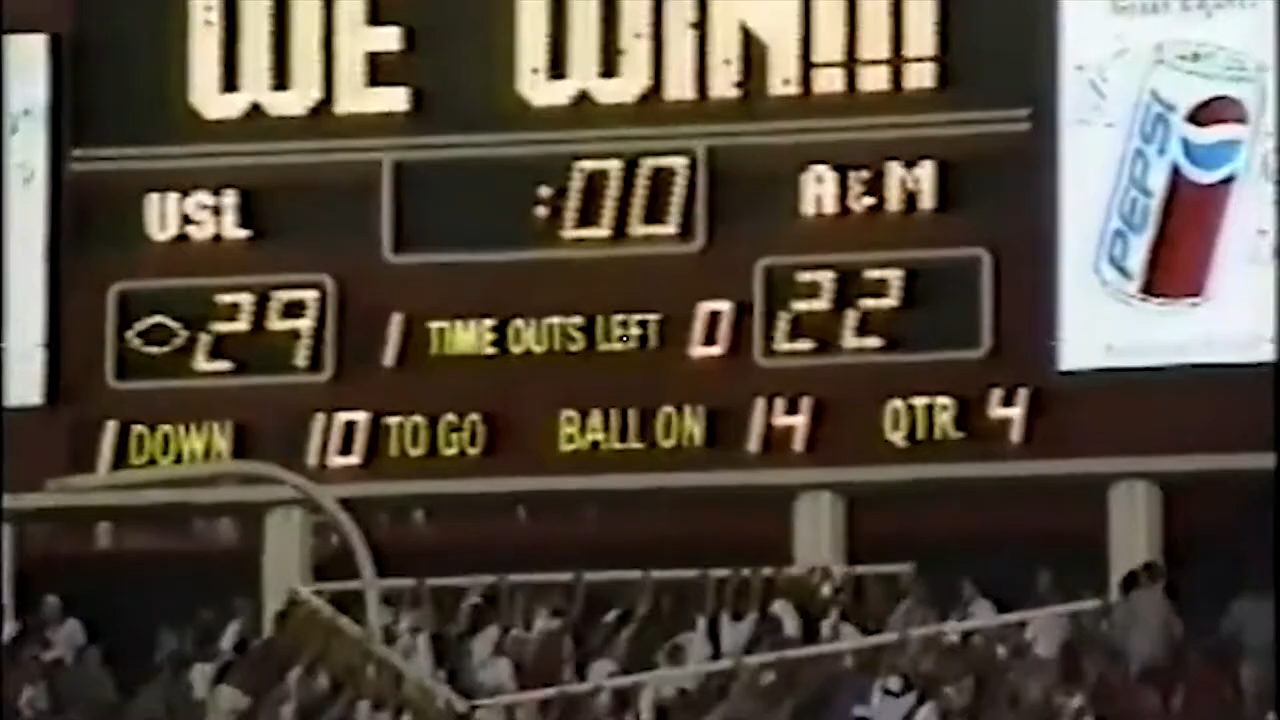 WE WIN!!!
USL :00 A&M
29 1 TIME OUTS LEFT 0 22
1 DOWN 10 TO GO BALL ON 14 QTR. 4
PEPSI